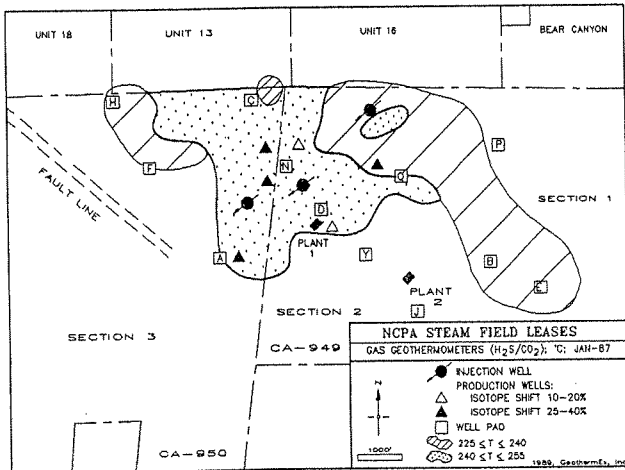 UNIT 18
UNIT 13
UNIT 16
BEAR CANYON
H
C
P
N
F
O
SECTION 1
FAULT LINE
D
A
PLANT 1
Y
B
E
PLANT 2
J
SECTION 2
SECTION 3
CA-949
CA-950
NCPA STEAM FIELD LEASES
GAS GEOTHERMOMETERS (H2S/CO2); °C; JAN-87
N
1000'
INJECTION WELL
PRODUCTION WELLS:
ISOTOPE SHIFT 10-20%
ISOTOPE SHIFT 25-40%
WELL PAD
225 ≤ T ≤ 240
240 ≤ T ≤ 255
1989, GeothermEx, Inc